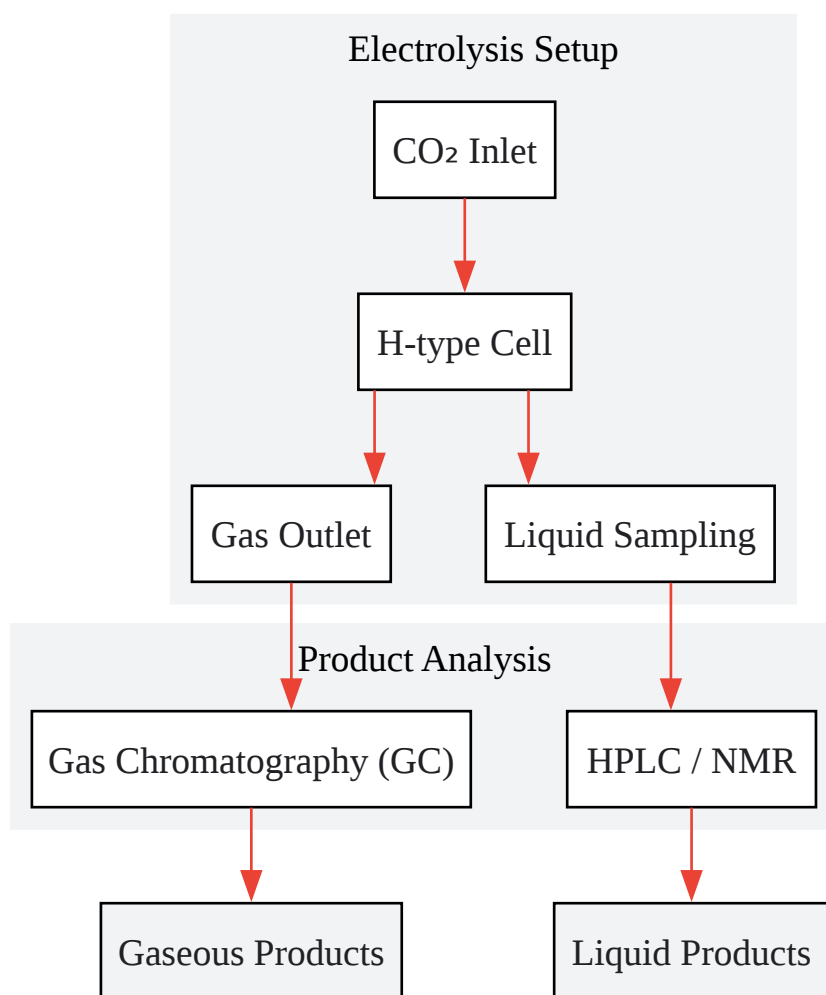 Electrolysis Setup
CO₂ Inlet
H-type Cell
Gas Outlet
Liquid Sampling
Product Analysis
Gas Chromatography (GC)
HPLC / NMR
Gaseous Products
Liquid Products